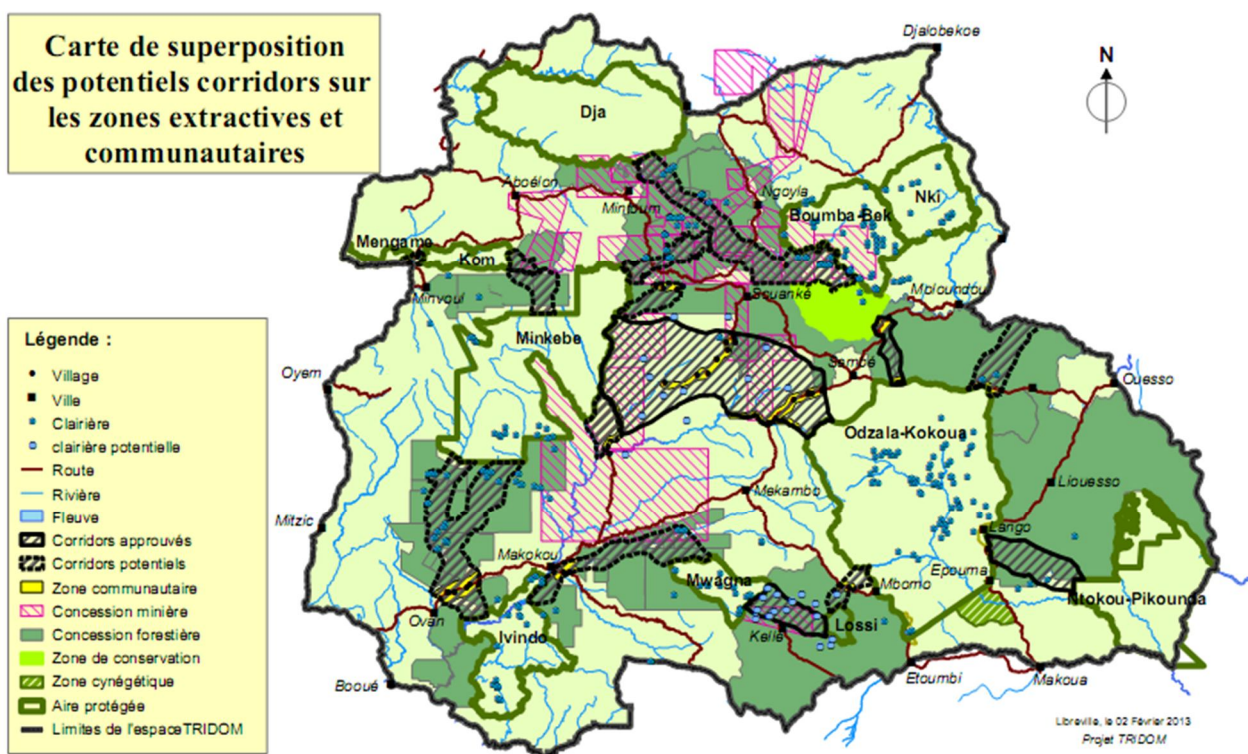 Carte de superposition
des potentiels corridors sur
les zones extractives et
communautaires
Djalobekoe
N
Dja
Aboélon
Mintoum
Ngoyla
Nki
Boumba-Bek
Mengame
Kom
Minvoul
Souanké
Mbloundou
Minkebe
Sembé
Oyem
Ouesso
Odzala-Kokoua
Mekambo
Liouesso
Mitzic
Lango
Makokou
Epouma
Mwagna
Mbomo
Ntokou-Pikounda
Ovan
Ivindo
Kelle
Lossi
Booué
Etoumbi
Makoua
Légende :
Village
Ville
Clairière
clairière potentielle
Route
Rivière
Fleuve
Corridors approuvés
Corridors potentiels
Zone communautaire
Concession minière
Concession forestière
Zone de conservation
Zone cynégétique
Aire protégée
Limites de l'espace TRIDOM
Libreville, le 02 Février 2013
Projet TRIDOM